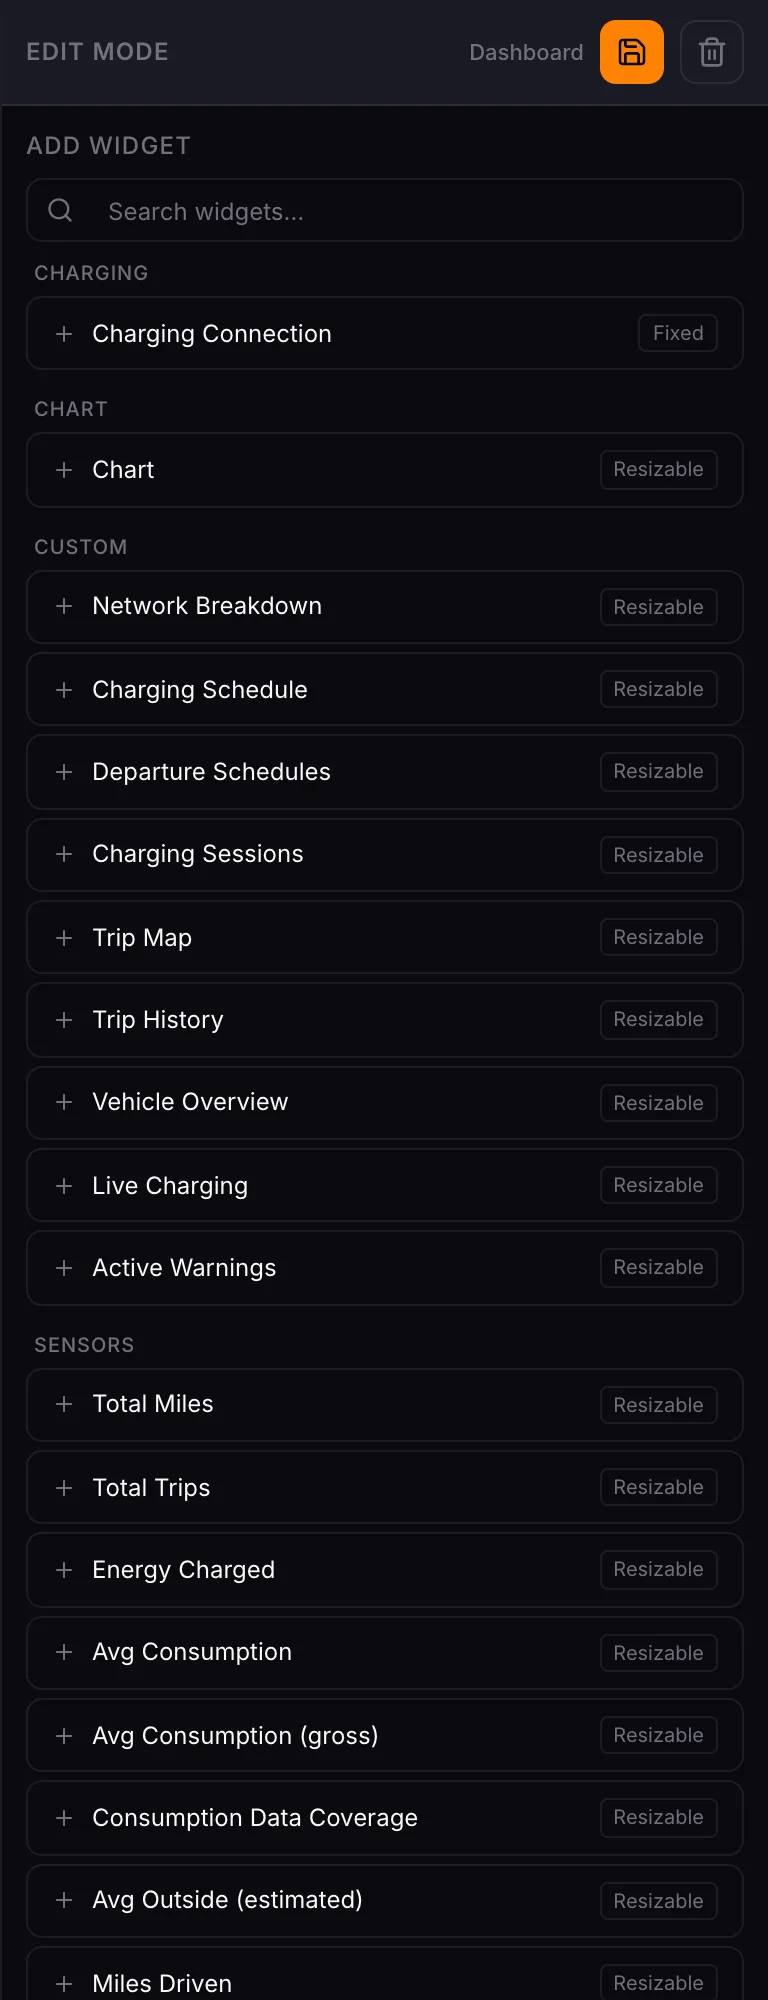 EDIT MODE Dashboard
ADD WIDGET
Search widgets...
CHARGING
Charging Connection Fixed
CHART
Chart Resizable
CUSTOM
Network Breakdown Resizable
Charging Schedule Resizable
Departure Schedules Resizable
Charging Sessions Resizable
Trip Map Resizable
Trip History Resizable
Vehicle Overview Resizable
Live Charging Resizable
Active Warnings Resizable
SENSORS
Total Miles Resizable
Total Trips Resizable
Energy Charged Resizable
Avg Consumption Resizable
Avg Consumption (gross) Resizable
Consumption Data Coverage Resizable
Avg Outside (estimated) Resizable
Miles Driven Resizable